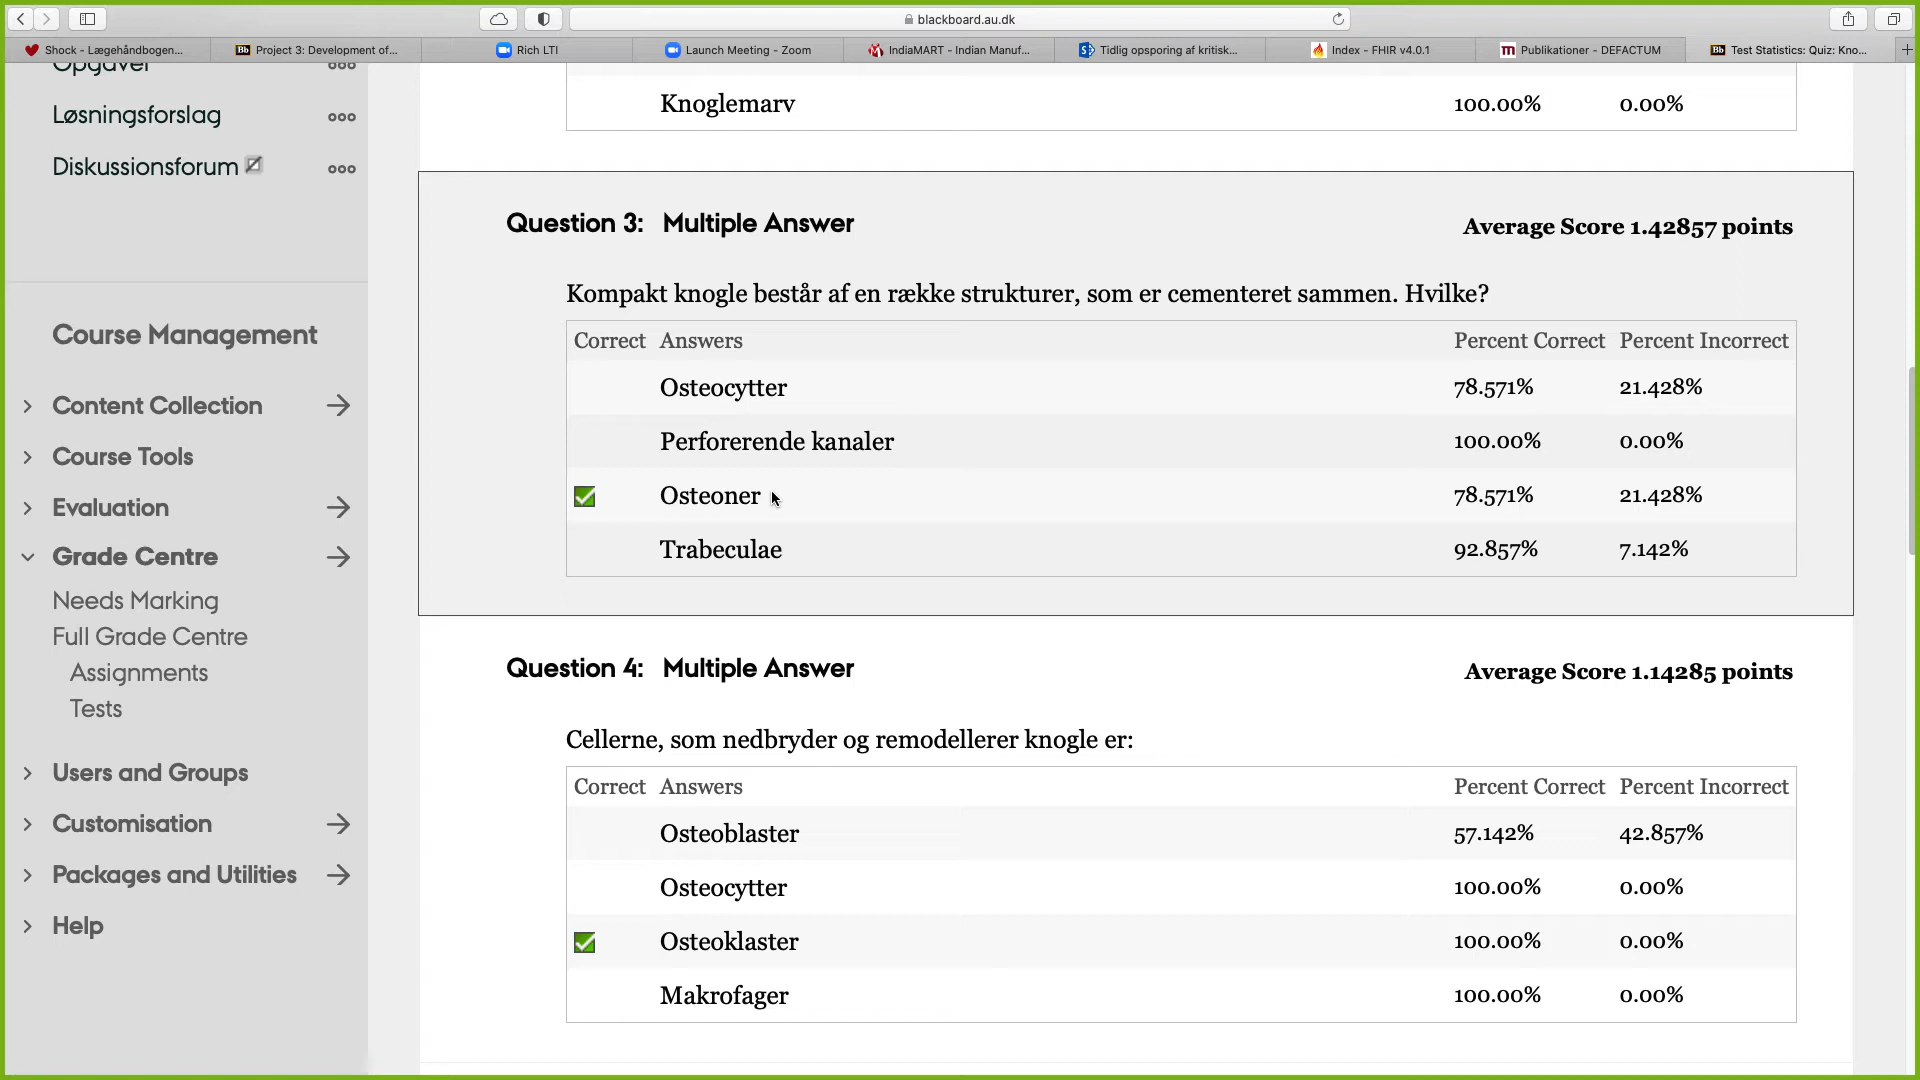 blackboard.au.dk
Shock - Lægehåndbogen...
Project 3: Development of...
Rich LTI
Launch Meeting - Zoom
IndiaMART - Indian Manuf...
Tidlig opsporing af kritisk...
Index - FHIR v4.0.1
Publikationer - DEFACTUM
Test Statistics: Quiz: Kno...
Opgaver
Løsningsforslag
Diskussionsforum
Course Management
Content Collection
Course Tools
Evaluation
Grade Centre
Needs Marking
Full Grade Centre
Assignments
Tests
Users and Groups
Customisation
Packages and Utilities
Help
Knoglemarv 100.00% 0.00%
Question 3: Multiple Answer Average Score 1.42857 points
Kompakt knogle består af en række strukturer, som er cementeret sammen. Hvilke?
Correct Answers Percent Correct Percent Incorrect
Osteocytter 78.571% 21.428%
Perforerende kanaler 100.00% 0.00%
Osteoner 78.571% 21.428%
Trabeculae 92.857% 7.142%
Question 4: Multiple Answer Average Score 1.14285 points
Cellerne, som nedbryder og remodellerer knogle er:
Correct Answers Percent Correct Percent Incorrect
Osteoblaster 57.142% 42.857%
Osteocytter 100.00% 0.00%
Osteoklaster 100.00% 0.00%
Makrofager 100.00% 0.00%